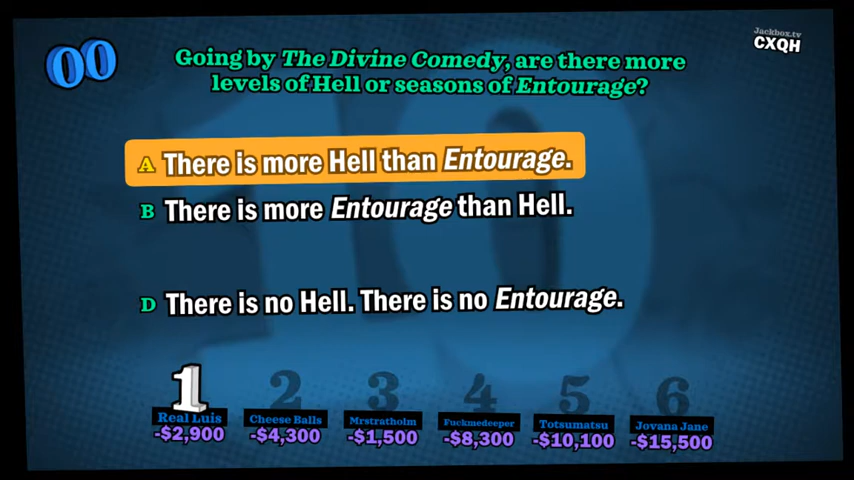 00
Jackbox.tv
CXQH
Going by The Divine Comedy, are there more
levels of Hell or seasons of Entourage?
A There is more Hell than Entourage.
B There is more Entourage than Hell.
D There is no Hell. There is no Entourage.
10
1 2 3 4 5 6
Real Luis Cheese Balls Mrstratholm Fuckmedeeper Totsumatsu Jovana Jane
-$2,900 -$4,300 -$1,500 -$8,300 -$10,100 -$15,500